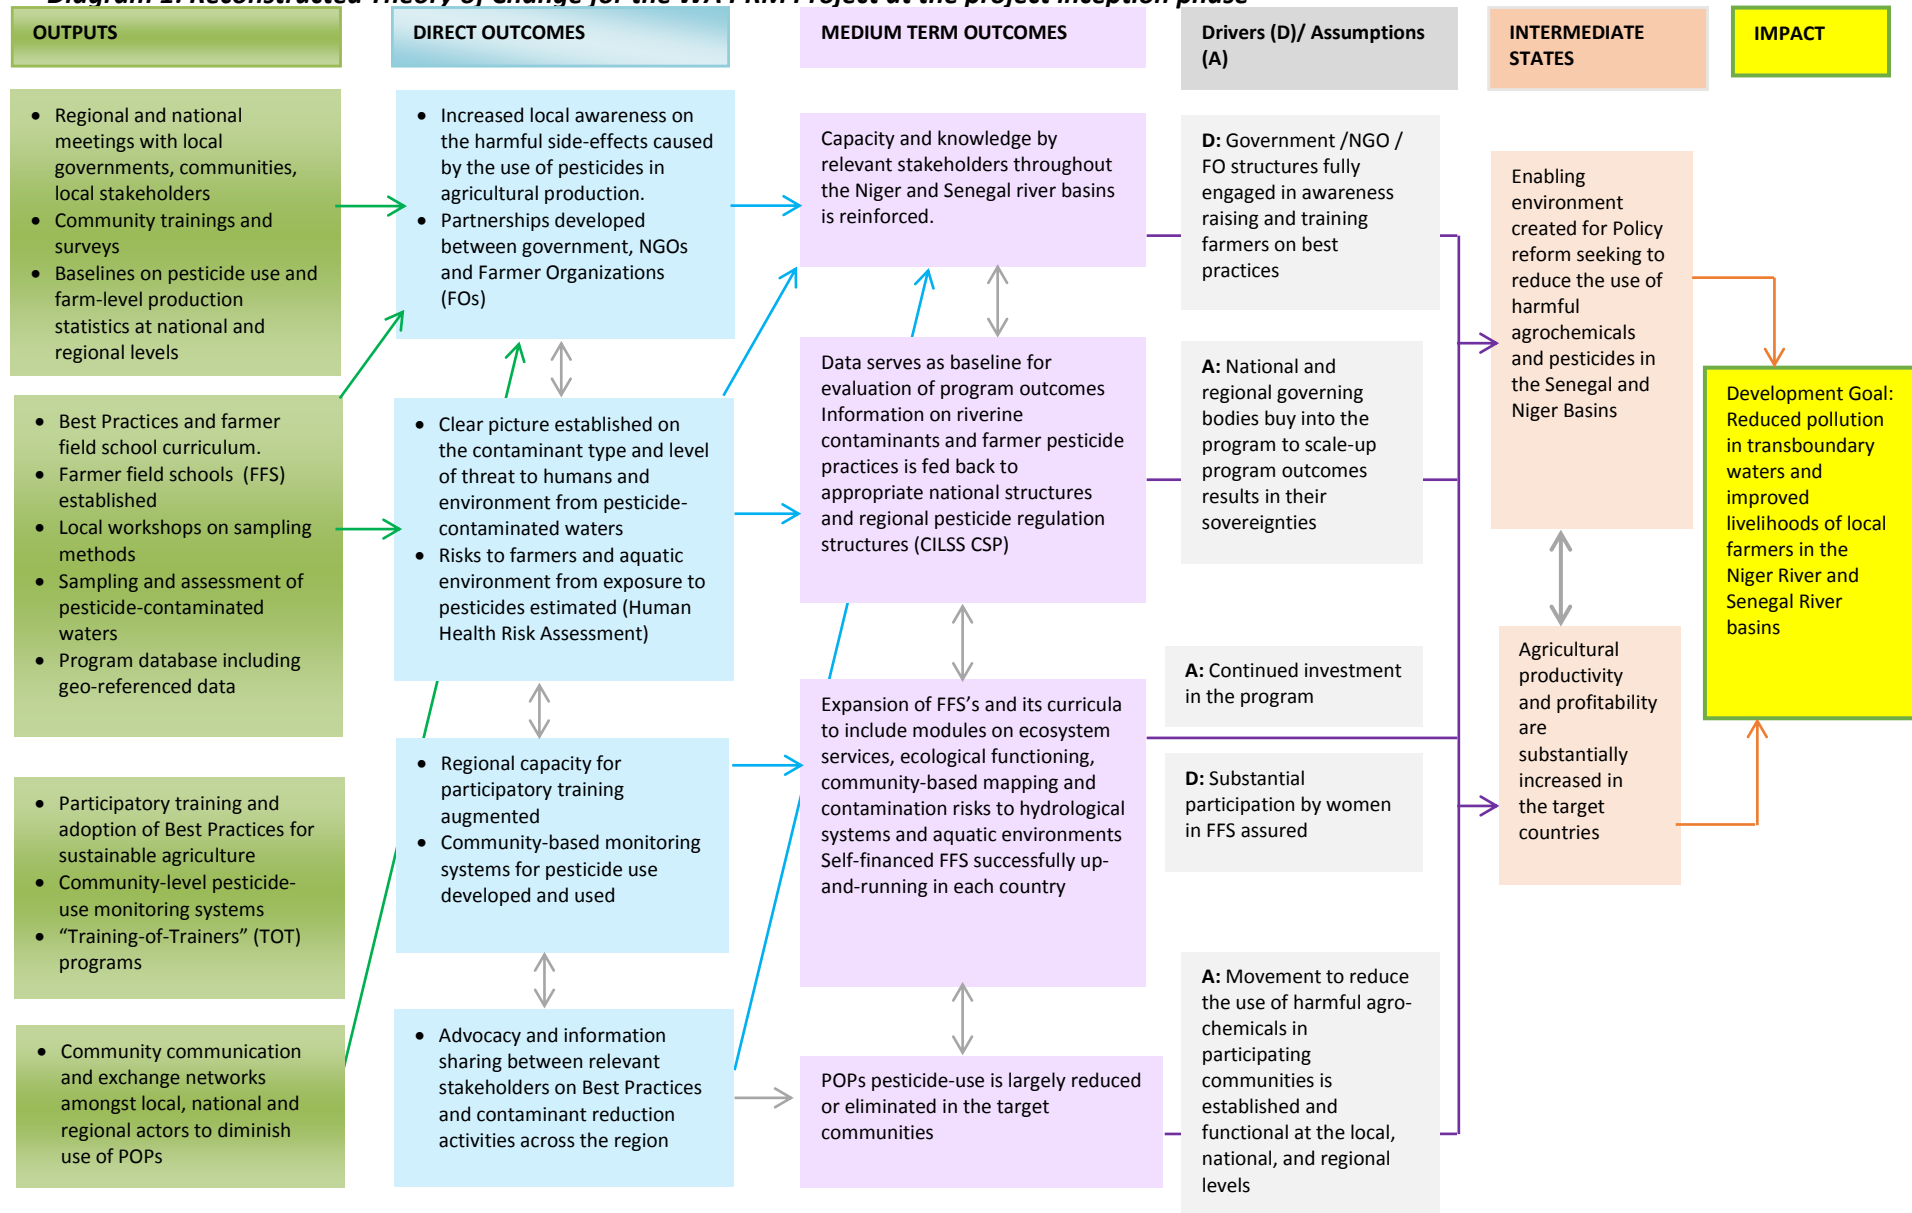 Diagram 1: Reconstructed Theory of Change for the WA PRM Project at the project inception phase
OUTPUTS
DIRECT OUTCOMES
MEDIUM TERM OUTCOMES
Drivers (D)/ Assumptions
(A)
INTERMEDIATE
STATES
IMPACT
• Regional and national
meetings with local
governments, communities,
local stakeholders
• Community trainings and
surveys
• Baselines on pesticide use and
farm-level production
statistics at national and
regional levels
• Best Practices and farmer
field school curriculum.
• Farmer field schools (FFS)
established
• Local workshops on sampling
methods
• Sampling and assessment of
pesticide-contaminated
waters
• Program database including
geo-referenced data
• Participatory training and
adoption of Best Practices for
sustainable agriculture
• Community-level pesticide-
use monitoring systems
• “Training-of-Trainers” (TOT)
programs
• Community communication
and exchange networks
amongst local, national and
regional actors to diminish
use of POPs
• Increased local awareness on
the harmful side-effects caused
by the use of pesticides in
agricultural production.
• Partnerships developed
between government, NGOs
and Farmer Organizations
(FOs)
• Clear picture established on
the contaminant type and level
of threat to humans and
environment from pesticide-
contaminated waters
• Risks to farmers and aquatic
environment from exposure to
pesticides estimated (Human
Health Risk Assessment)
• Regional capacity for
participatory training
augmented
• Community-based monitoring
systems for pesticide use
developed and used
• Advocacy and information
sharing between relevant
stakeholders on Best Practices
and contaminant reduction
activities across the region
Capacity and knowledge by
relevant stakeholders throughout
the Niger and Senegal river basins
is reinforced.
Data serves as baseline for
evaluation of program outcomes
Information on riverine
contaminants and farmer pesticide
practices is fed back to
appropriate national structures
and regional pesticide regulation
structures (CILSS CSP)
Expansion of FFS’s and its curricula
to include modules on ecosystem
services, ecological functioning,
community-based mapping and
contamination risks to hydrological
systems and aquatic environments
Self-financed FFS successfully up-
and-running in each country
POPs pesticide-use is largely reduced
or eliminated in the target
communities
D: Government /NGO /
FO structures fully
engaged in awareness
raising and training
farmers on best
practices
A: National and
regional governing
bodies buy into the
program to scale-up
program outcomes
results in their
sovereignties
A: Continued investment
in the program
D: Substantial
participation by women
in FFS assured
A: Movement to reduce
the use of harmful agro-
chemicals in
participating
communities is
established and
functional at the local,
national, and regional
levels
Enabling
environment
created for Policy
reform seeking to
reduce the use of
harmful
agrochemicals
and pesticides in
the Senegal and
Niger Basins
Agricultural
productivity
and profitability
are
substantially
increased in
the target
countries
Development Goal:
Reduced pollution
in transboundary
waters and
improved
livelihoods of local
farmers in the
Niger River and
Senegal River
basins